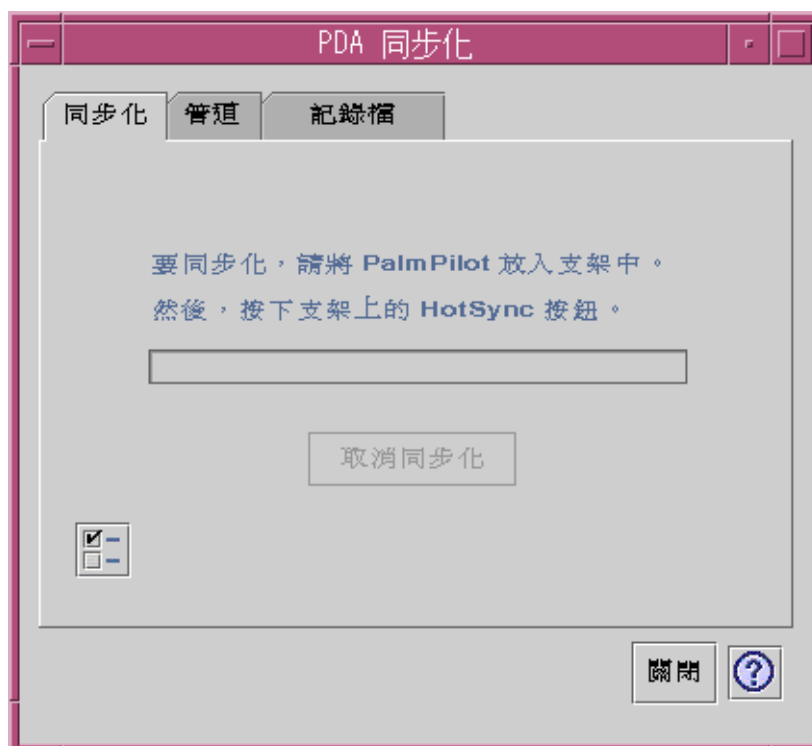 PDA 同步化
同步化 管道 記錄檔
要同步化，請將 PalmPilot 放入支架中。
然後，按下支架上的 HotSync 按鈕。
取消同步化
關閉 ?